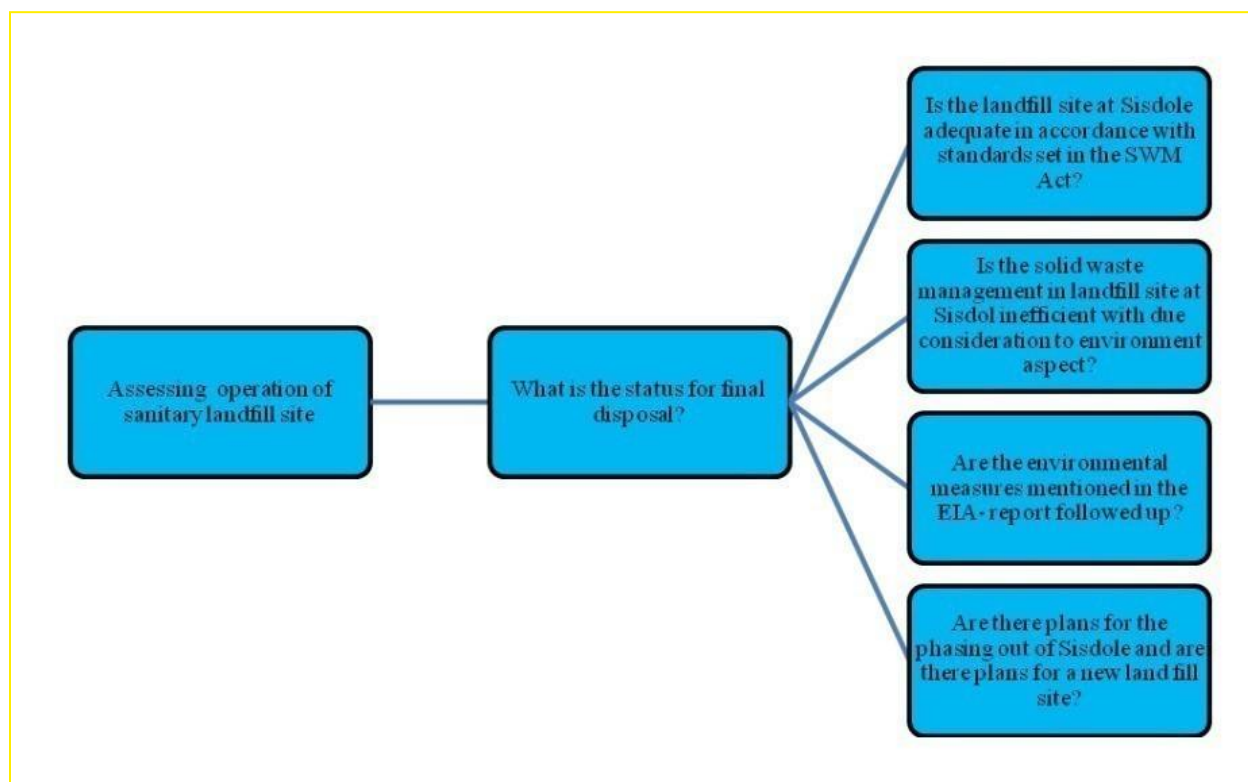 Assessing operation of
sanitary landfill site
What is the status for final
disposal?
Is the landfill site at Sisdole
adequate in accordance with
standards set in the SWM
Act?
Is the solid waste
management in landfill site at
Sisdol inefficient with due
consideration to environment
aspect?
Are the environmental
measures mentioned in the
EIA- report followed up?
Are there plans for the
phasing out of Sisdole and are
there plans for a new land fill
site?